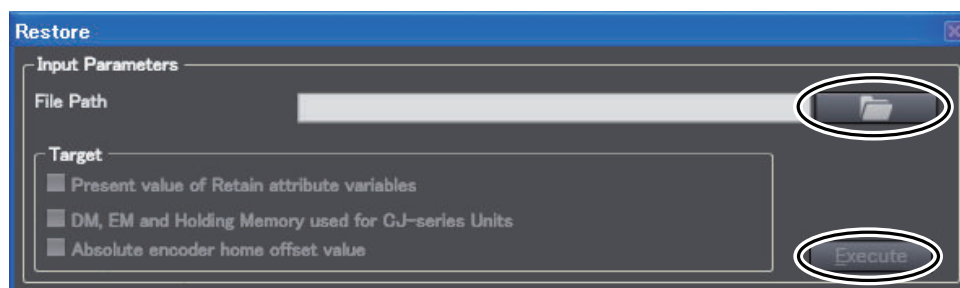 Restore
Input Parameters
File Path
Target
Present value of Retain attribute variables
DM, EM and Holding Memory used for CJ-series Units
Absolute encoder home offset value
Execute